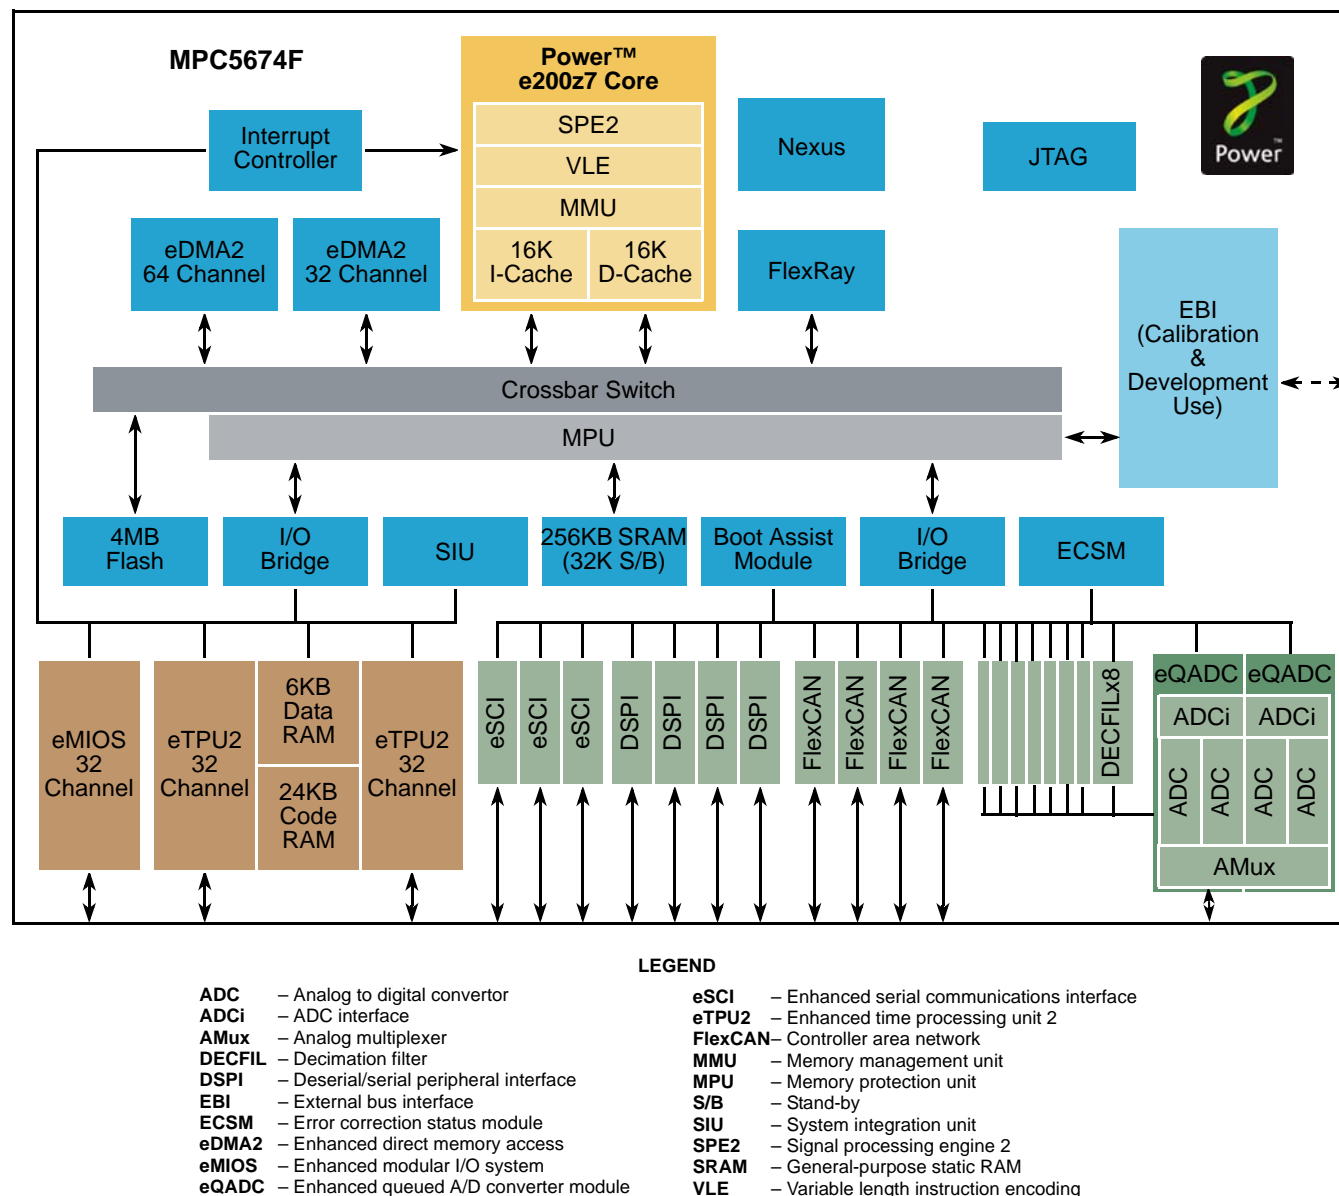 MPC5674F
Power™
e200z7 Core
SPE2
VLE
MMU
16K
I-Cache
16K
D-Cache
Interrupt
Controller
Nexus
JTAG
Power™
eDMA2
64 Channel
eDMA2
32 Channel
FlexRay
EBI
(Calibration
&
Development
Use)
Crossbar Switch
MPU
4MB
Flash
I/O
Bridge
SIU
256KB SRAM
(32K S/B)
Boot Assist
Module
I/O
Bridge
ECSM
eMIOS
32
Channel
eTPU2
32
Channel
6KB
Data
RAM
24KB
Code
RAM
eTPU2
32
Channel
eSCI
eSCI
eSCI
DSPI
DSPI
DSPI
DSPI
FlexCAN
FlexCAN
FlexCAN
FlexCAN
DECFILx8
eQADC
eQADC
ADCi
ADCi
ADC
ADC
ADC
ADC
AMux
LEGEND
ADC – Analog to digital convertor
ADCi – ADC interface
AMux – Analog multiplexer
DECFIL – Decimation filter
DSPI – Deserial/serial peripheral interface
EBI – External bus interface
ECSM – Error correction status module
eDMA2 – Enhanced direct memory access
eMIOS – Enhanced modular I/O system
eQADC – Enhanced queued A/D converter module
eSCI – Enhanced serial communications interface
eTPU2 – Enhanced time processing unit 2
FlexCAN – Controller area network
MMU – Memory management unit
MPU – Memory protection unit
S/B – Stand-by
SIU – System integration unit
SPE2 – Signal processing engine 2
SRAM – General-purpose static RAM
VLE – Variable length instruction encoding